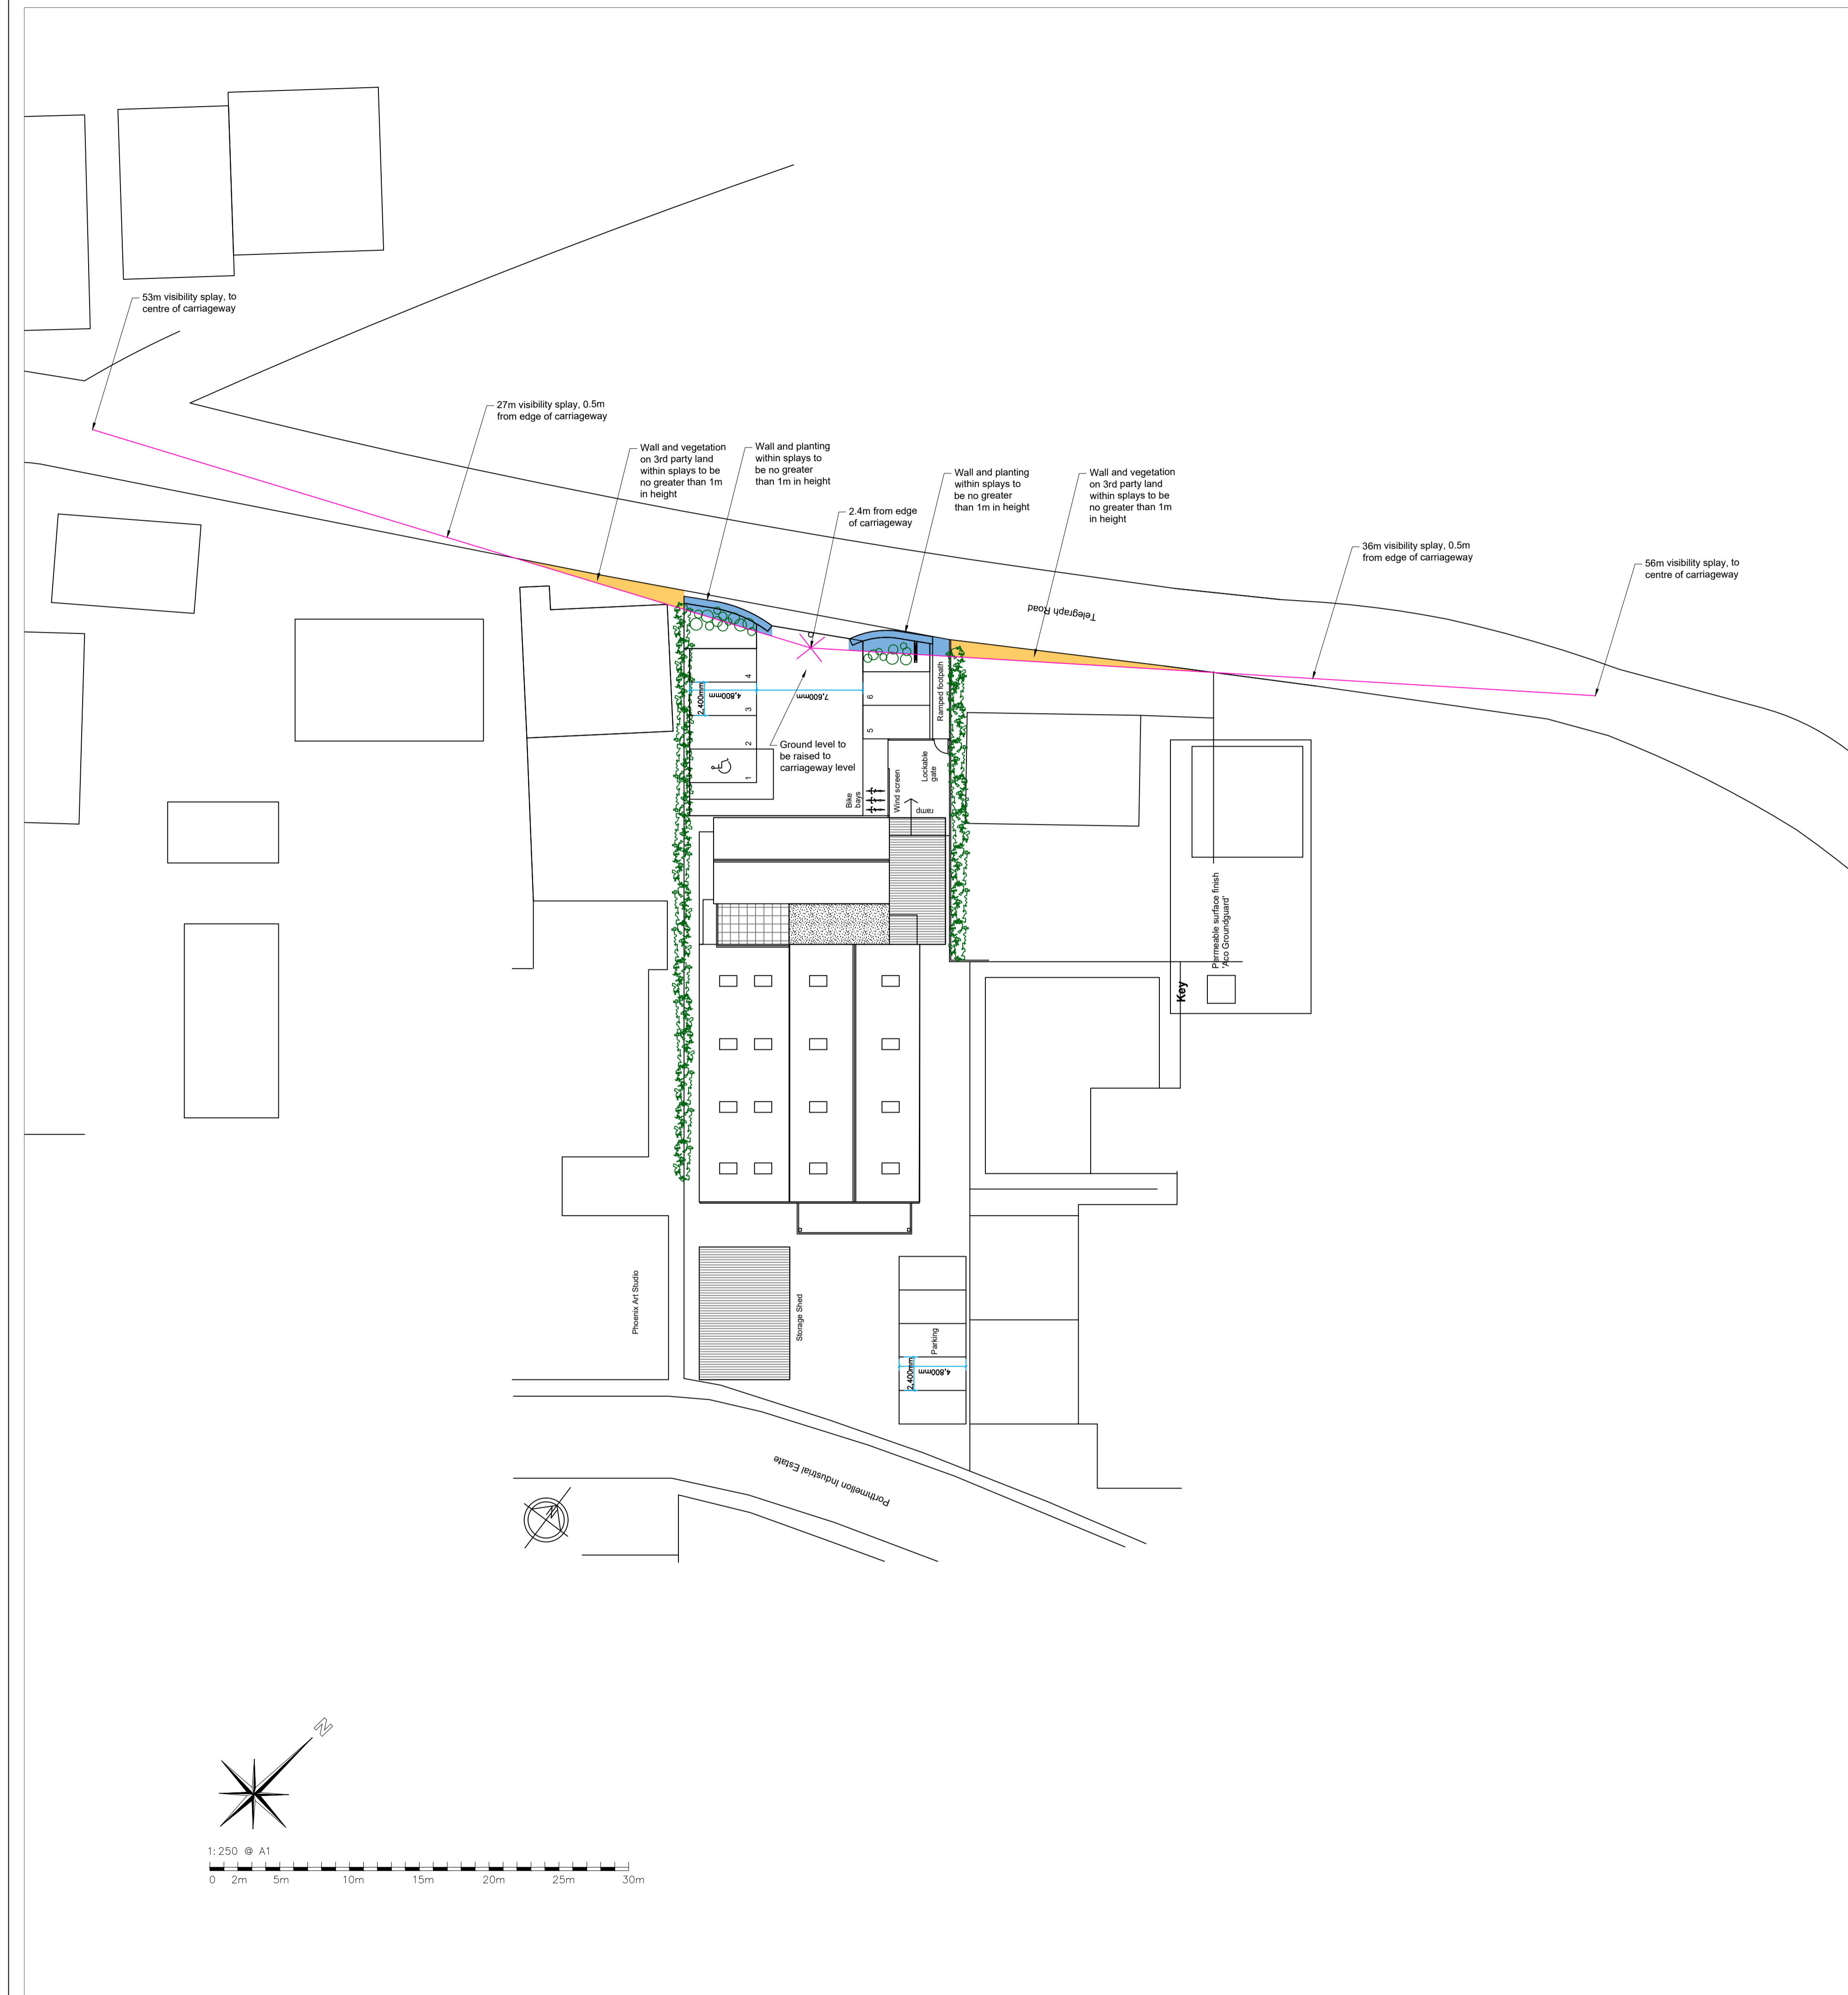 53m visibility splay, to
centre of carriageway
27m visibility splay, 0.5m
from edge of carriageway
Wall and vegetation
on 3rd party land
within splays to be
no greater than 1m
in height
Wall and planting
within splays to
be no greater
than 1m in height
2.4m from edge
of carriageway
Wall and planting
within splays to
be no greater
than 1m in height
Wall and vegetation
on 3rd party land
within splays to be
no greater than 1m
in height
36m visibility splay, 0.5m
from edge of carriageway
56m visibility splay, to
centre of carriageway
Telegraph Road
4
3
2
1
2,400mm
4,800mm
7,600mm
6
5
Ramped footpath
Ground level to
be raised to
carriageway level
Bike
bays
Wind screen
Lockable
gate
ramp
Key
Permeable surface finish
'Aco Groundguard'
Phoenix Art Studio
Storage Shed
Parking
2,400mm
4,800mm
Porthmellon Industrial Estate
N
N
1:250 @ A1
0 2m 5m 10m 15m 20m 25m 30m